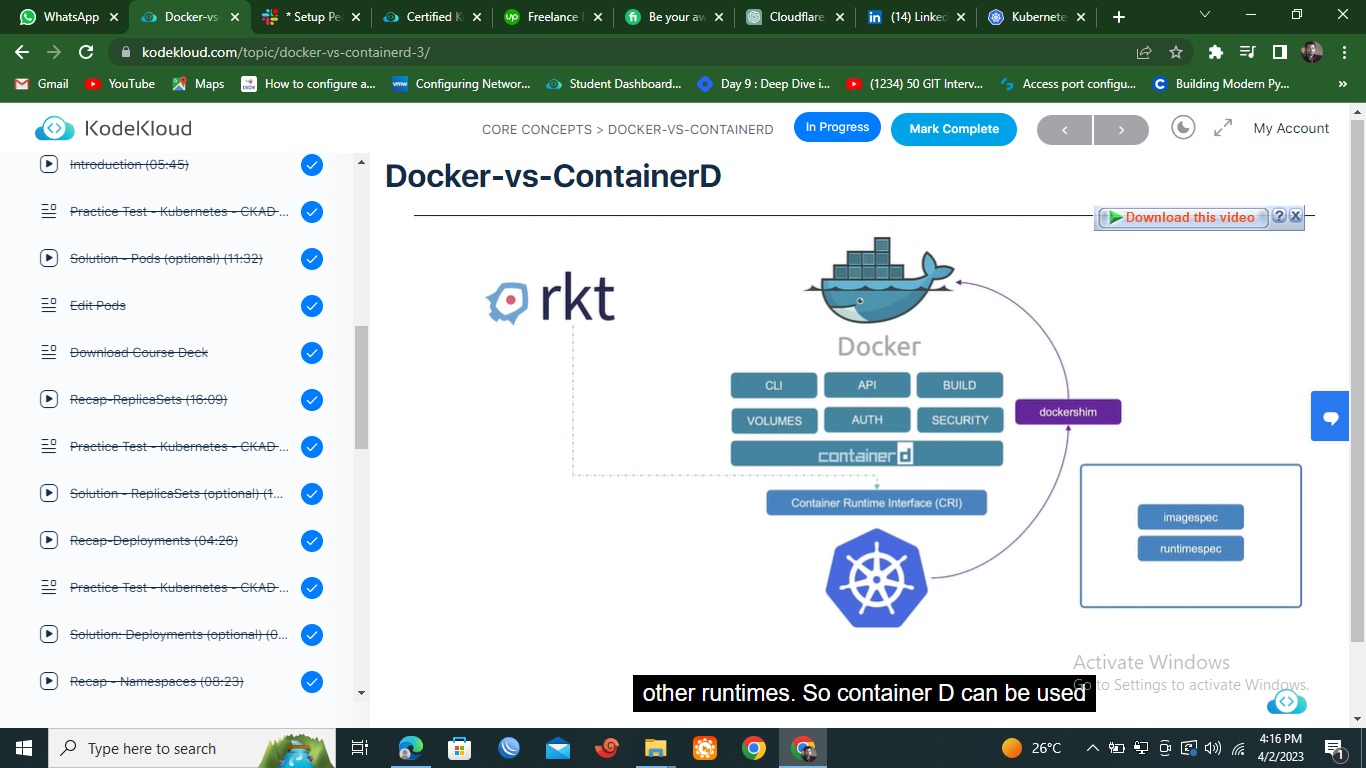 WhatsApp
Docker-vs-
* Setup Pe
Certified K
Freelance
Be your aw
Cloudflare
(14) Linked
Kubernete
kodekloud.com/topic/docker-vs-containerd-3/
Gmail
YouTube
Maps
How to configure a...
Configuring Networ...
Student Dashboard...
Day 9 : Deep Dive i...
(1234) 50 GIT Interv...
Access port configu...
Building Modern Py...
»
KodeKloud
CORE CONCEPTS > DOCKER-VS-CONTAINERD
In Progress
Mark Complete
My Account
Introduction (05:45)
Practice Test - Kubernetes - CKAD ...
Solution - Pods (optional) (11:32)
Edit Pods
Download Course Deck
Recap-ReplicaSets (16:09)
Practice Test - Kubernetes - CKAD ...
Solution - ReplicaSets (optional) (1...
Recap-Deployments (04:26)
Practice Test - Kubernetes - CKAD ...
Solution: Deployments (optional) (0...
Recap - Namespaces (08:23)
Docker-vs-ContainerD
Download this video
?
X
rkt
Docker
CLI
API
BUILD
VOLUMES
AUTH
SECURITY
containerd
dockershim
Container Runtime Interface (CRI)
imagespec
runtimespec
other runtimes. So container D can be used
Activate Windows
Go to Settings to activate Windows.
Type here to search
26°C
4:16 PM
4/2/2023
1